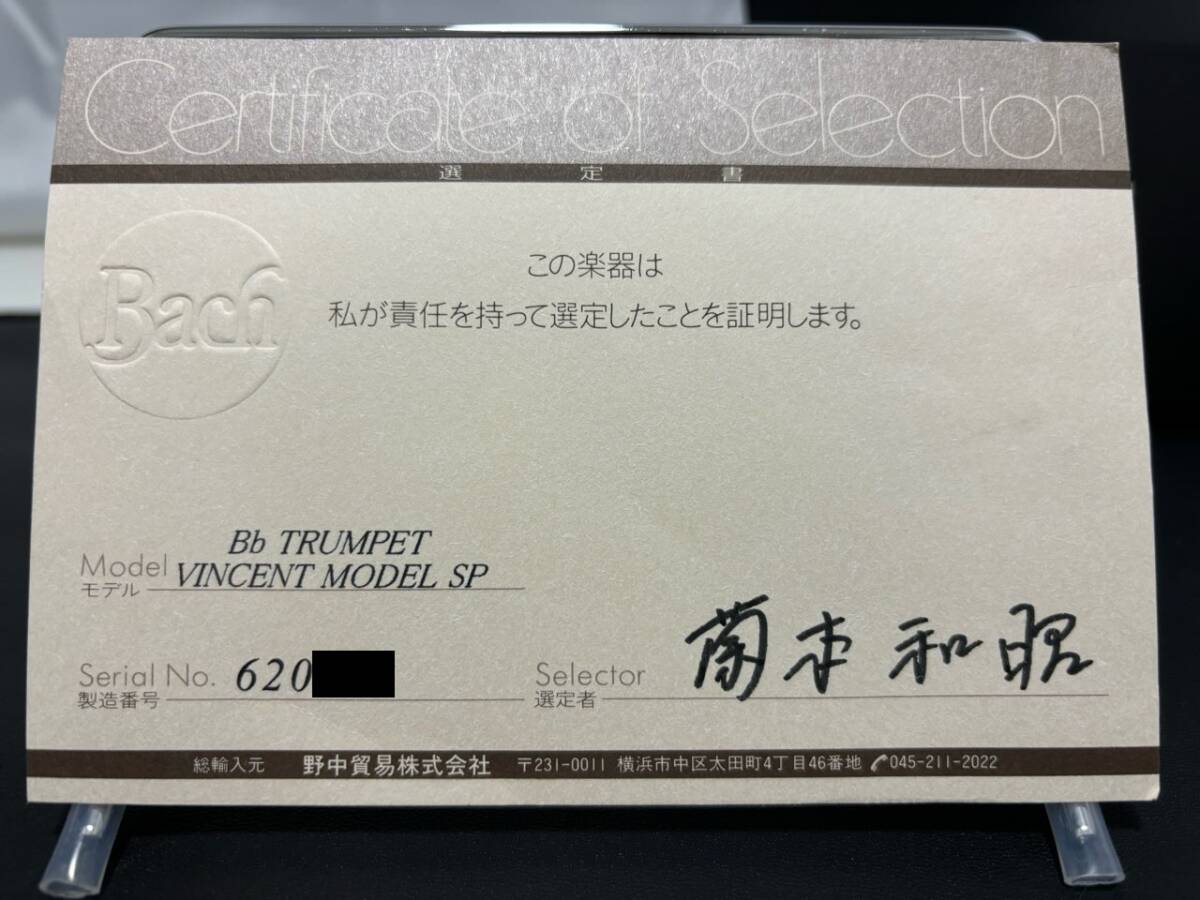 Certificate of Selection
選定書
Bach
この楽器は
私が責任を持って選定したことを証明します。
Bb TRUMPET
Model VINCENT MODEL SP
モデル
Serial No. 620
製造番号
Selector 菊本和昭
選定者
総輸入元 野中貿易株式会社 〒231-0011 横浜市中区太田町4丁目46番地 045-211-2022